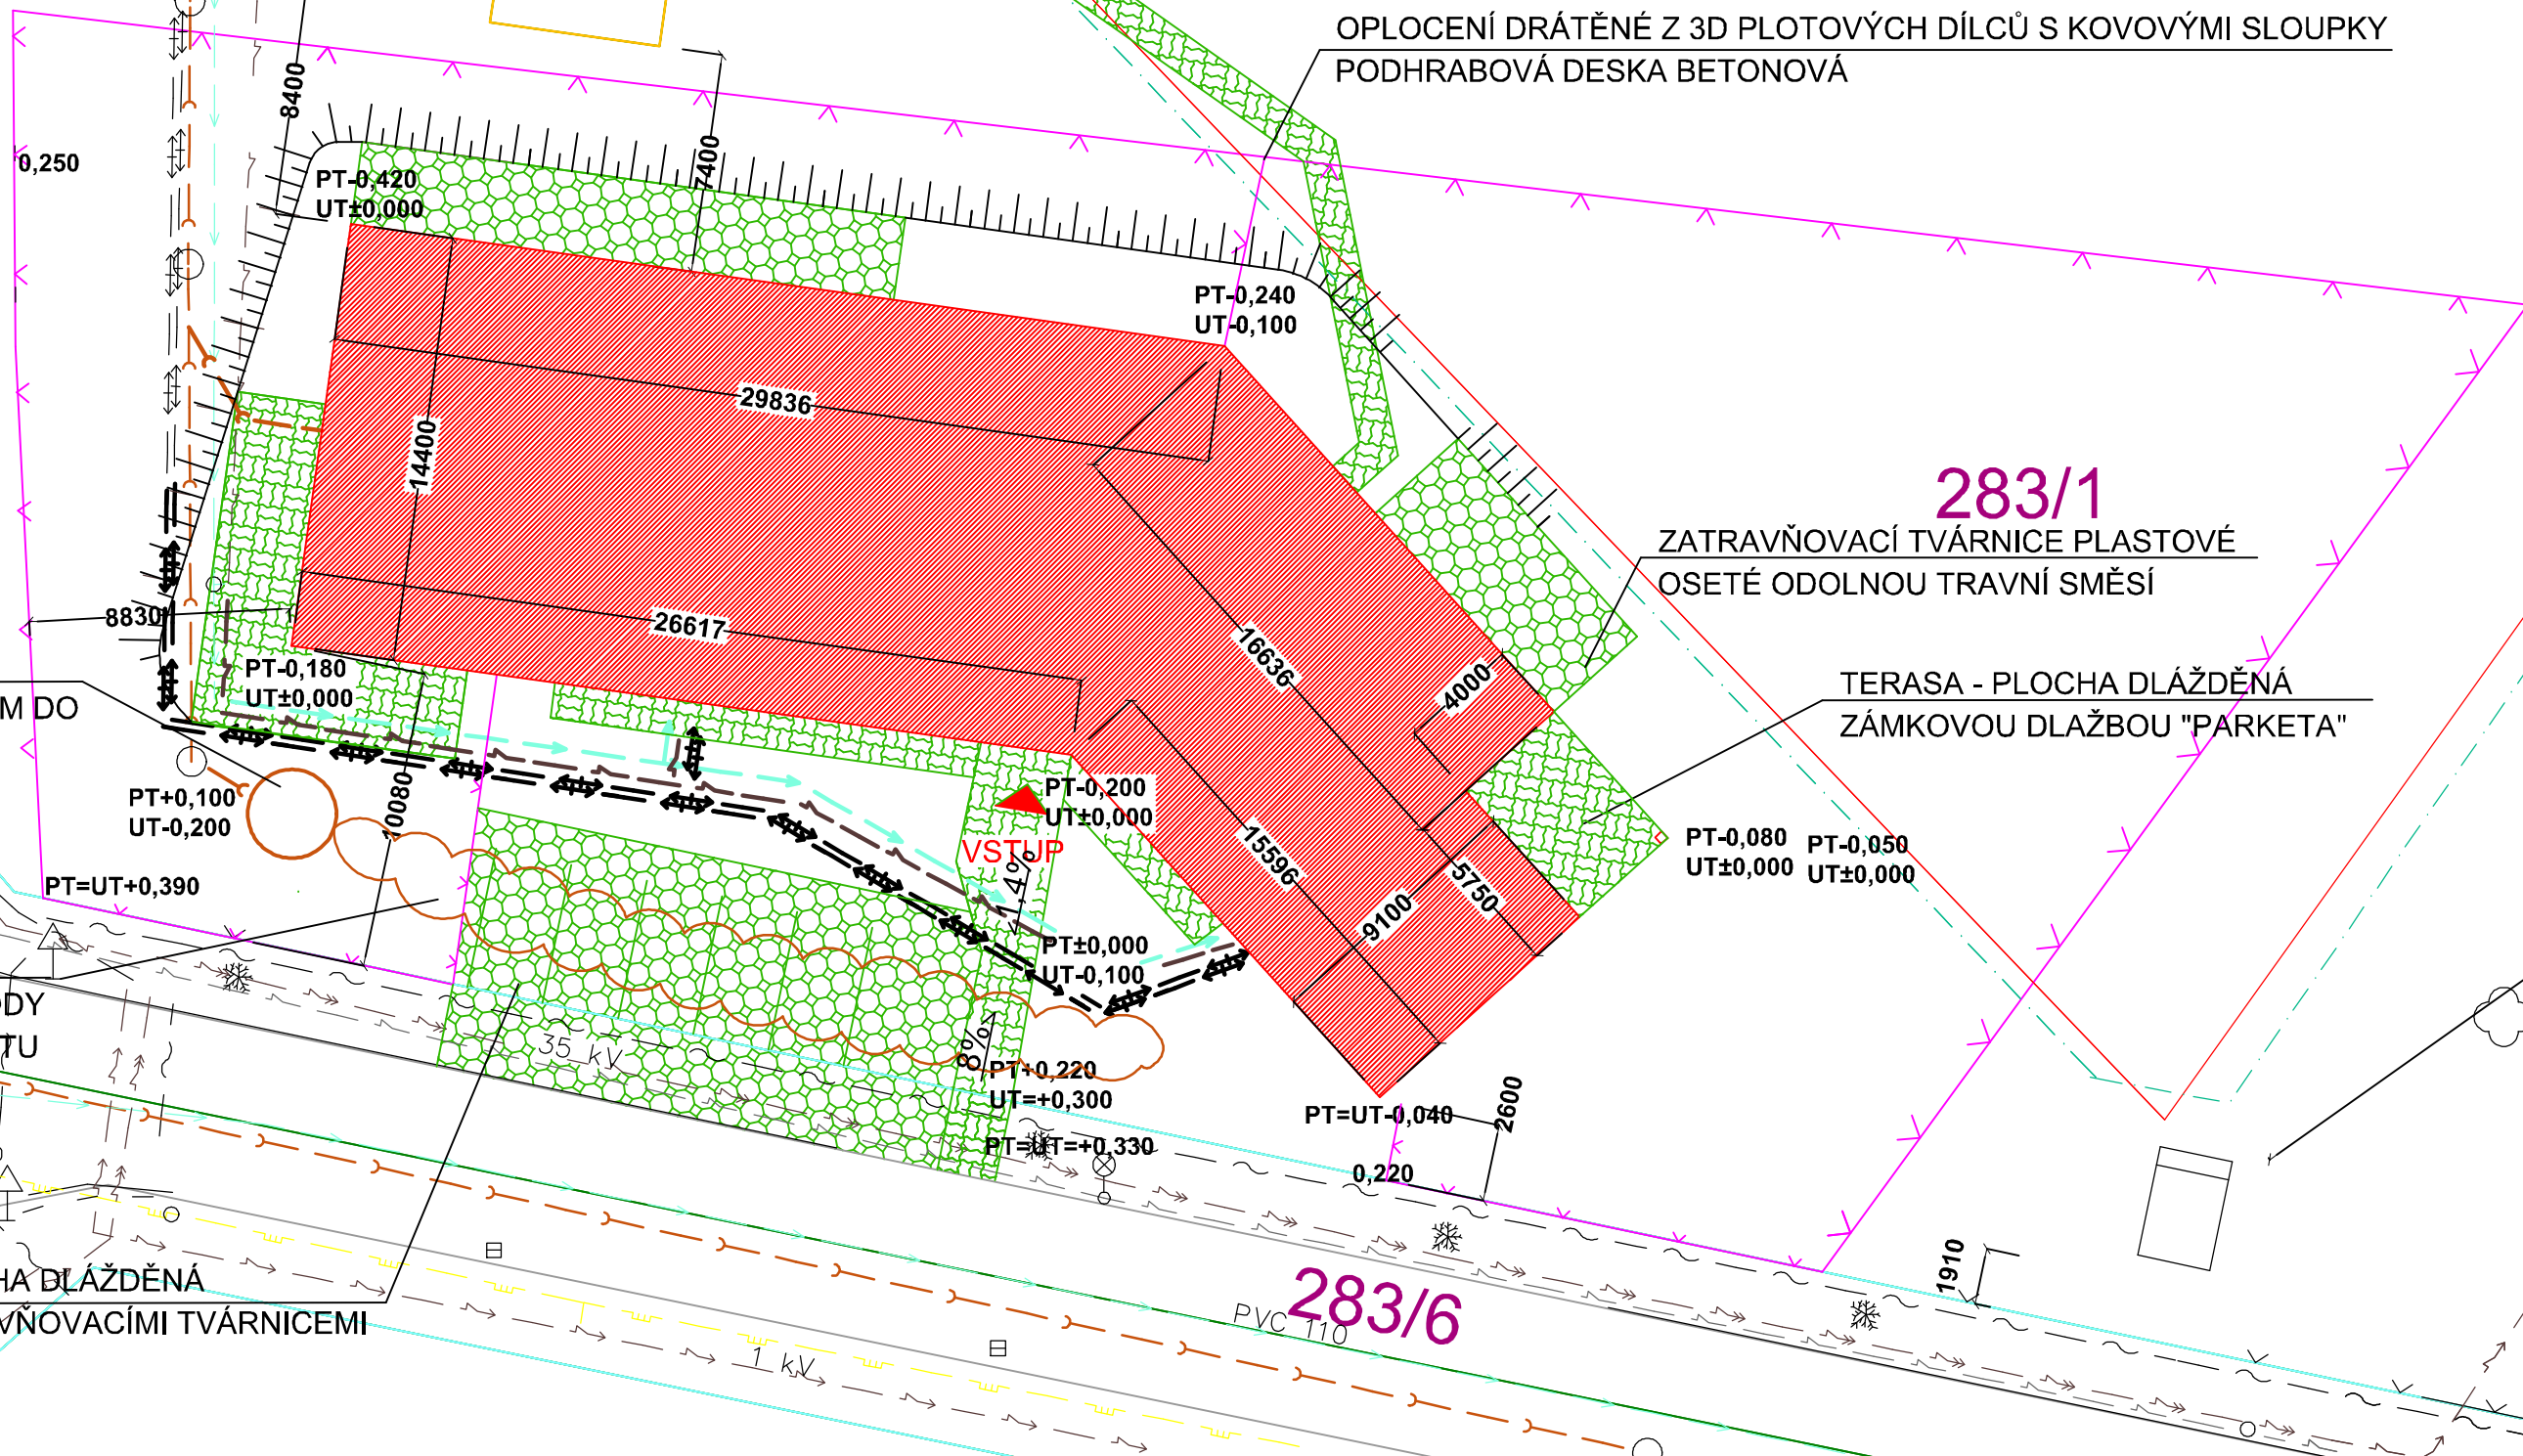 OPLOCENÍ DRÁTĚNÉ Z 3D PLOTOVÝCH DÍLCŮ S KOVOVÝMI SLOUPKY
PODHRABOVÁ DESKA BETONOVÁ
8400
7400
0,250
PT-0,420
UT±0,000
PT-0,240
UT-0,100
29836
14400
283/1
ZATRAVŇOVACÍ TVÁRNICE PLASTOVÉ
OSETÉ ODOLNOU TRAVNÍ SMĚSÍ
8830
26617
16636
4000
PT-0,180
UT±0,000
TERASA - PLOCHA DLÁŽDĚNÁ
ZÁMKOVOU DLAŽBOU "PARKETA"
M DO
PT+0,100
UT-0,200
10080
PT-0,200
UT±0,000
VSTUP
1,4%
15596
9100
5750
PT-0,080
UT±0,000
PT-0,050
UT±0,000
PT=UT+0,390
PT±0,000
UT-0,100
ODY
TU
35 kV
8%
PT+0,220
UT=+0,300
PT=UT=+0,330
PT=UT-0,040
2600
0,220
1910
HA DLÁŽDĚNÁ
VŇOVACÍMI TVÁRNICEMI
283/6
PVC 110
1 kV